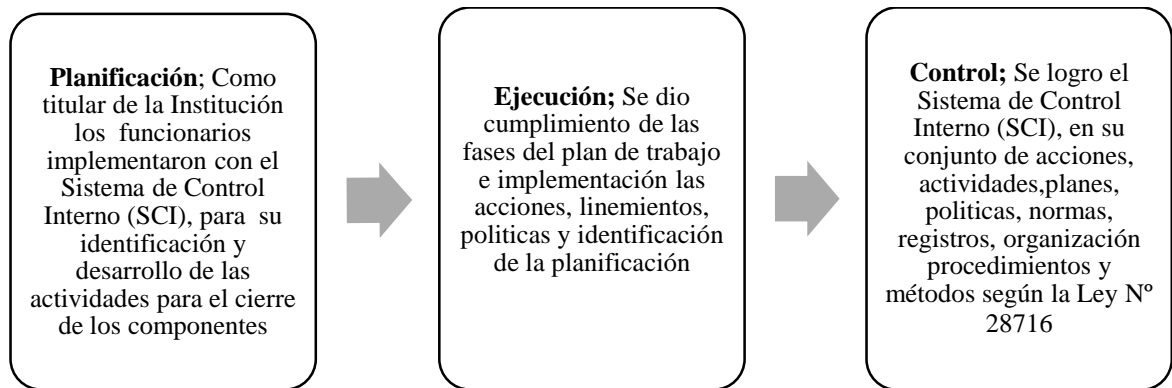 Planificación; Como
titular de la Institución
los funcionarios
implementaron con el
Sistema de Control
Interno (SCI), para su
identificación y
desarrollo de las
actividades para el cierre
de los componentes
Ejecución; Se dio
cumplimiento de las
fases del plan de trabajo
e implementación las
acciones, linemientos,
politicas y identificación
de la planificación
Control; Se logro el
Sistema de Control
Interno (SCI), en su
conjunto de acciones,
actividades,planes,
politicas, normas,
registros, organización
procedimientos y
métodos según la Ley Nº
28716